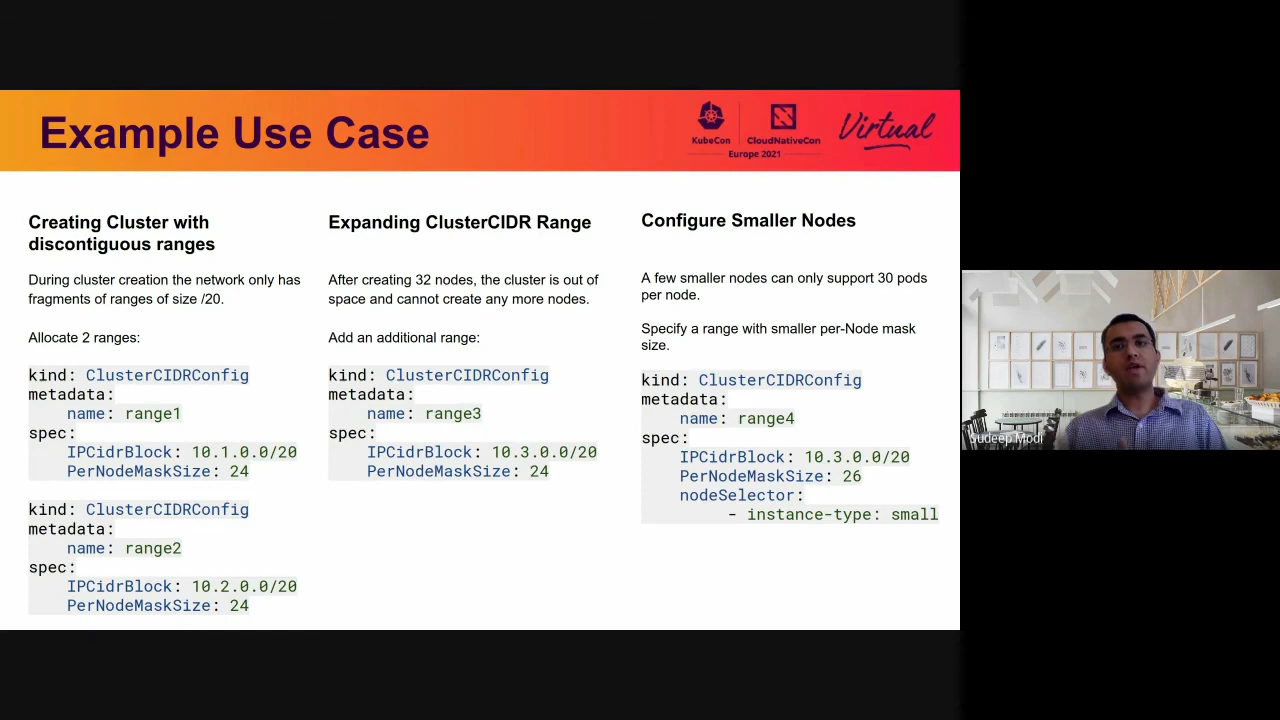 Example Use Case
KubeCon
CloudNativeCon
Europe 2021
Virtual
Creating Cluster with
discontiguous ranges
During cluster creation the network only has
fragments of ranges of size /20.
Allocate 2 ranges:
kind: ClusterCIDRConfig
metadata:
name: range1
spec:
IPCidrBlock: 10.1.0.0/20
PerNodeMaskSize: 24
kind: ClusterCIDRConfig
metadata:
name: range2
spec:
IPCidrBlock: 10.2.0.0/20
PerNodeMaskSize: 24
Expanding ClusterCIDR Range
After creating 32 nodes, the cluster is out of
space and cannot create any more nodes.
Add an additional range:
kind: ClusterCIDRConfig
metadata:
name: range3
spec:
IPCidrBlock: 10.3.0.0/20
PerNodeMaskSize: 24
Configure Smaller Nodes
A few smaller nodes can only support 30 pods
per node.
Specify a range with smaller per-Node mask
size.
kind: ClusterCIDRConfig
metadata:
name: range4
spec:
IPCidrBlock: 10.3.0.0/20
PerNodeMaskSize: 26
nodeSelector:
- instance-type: small
Sudeep Modi